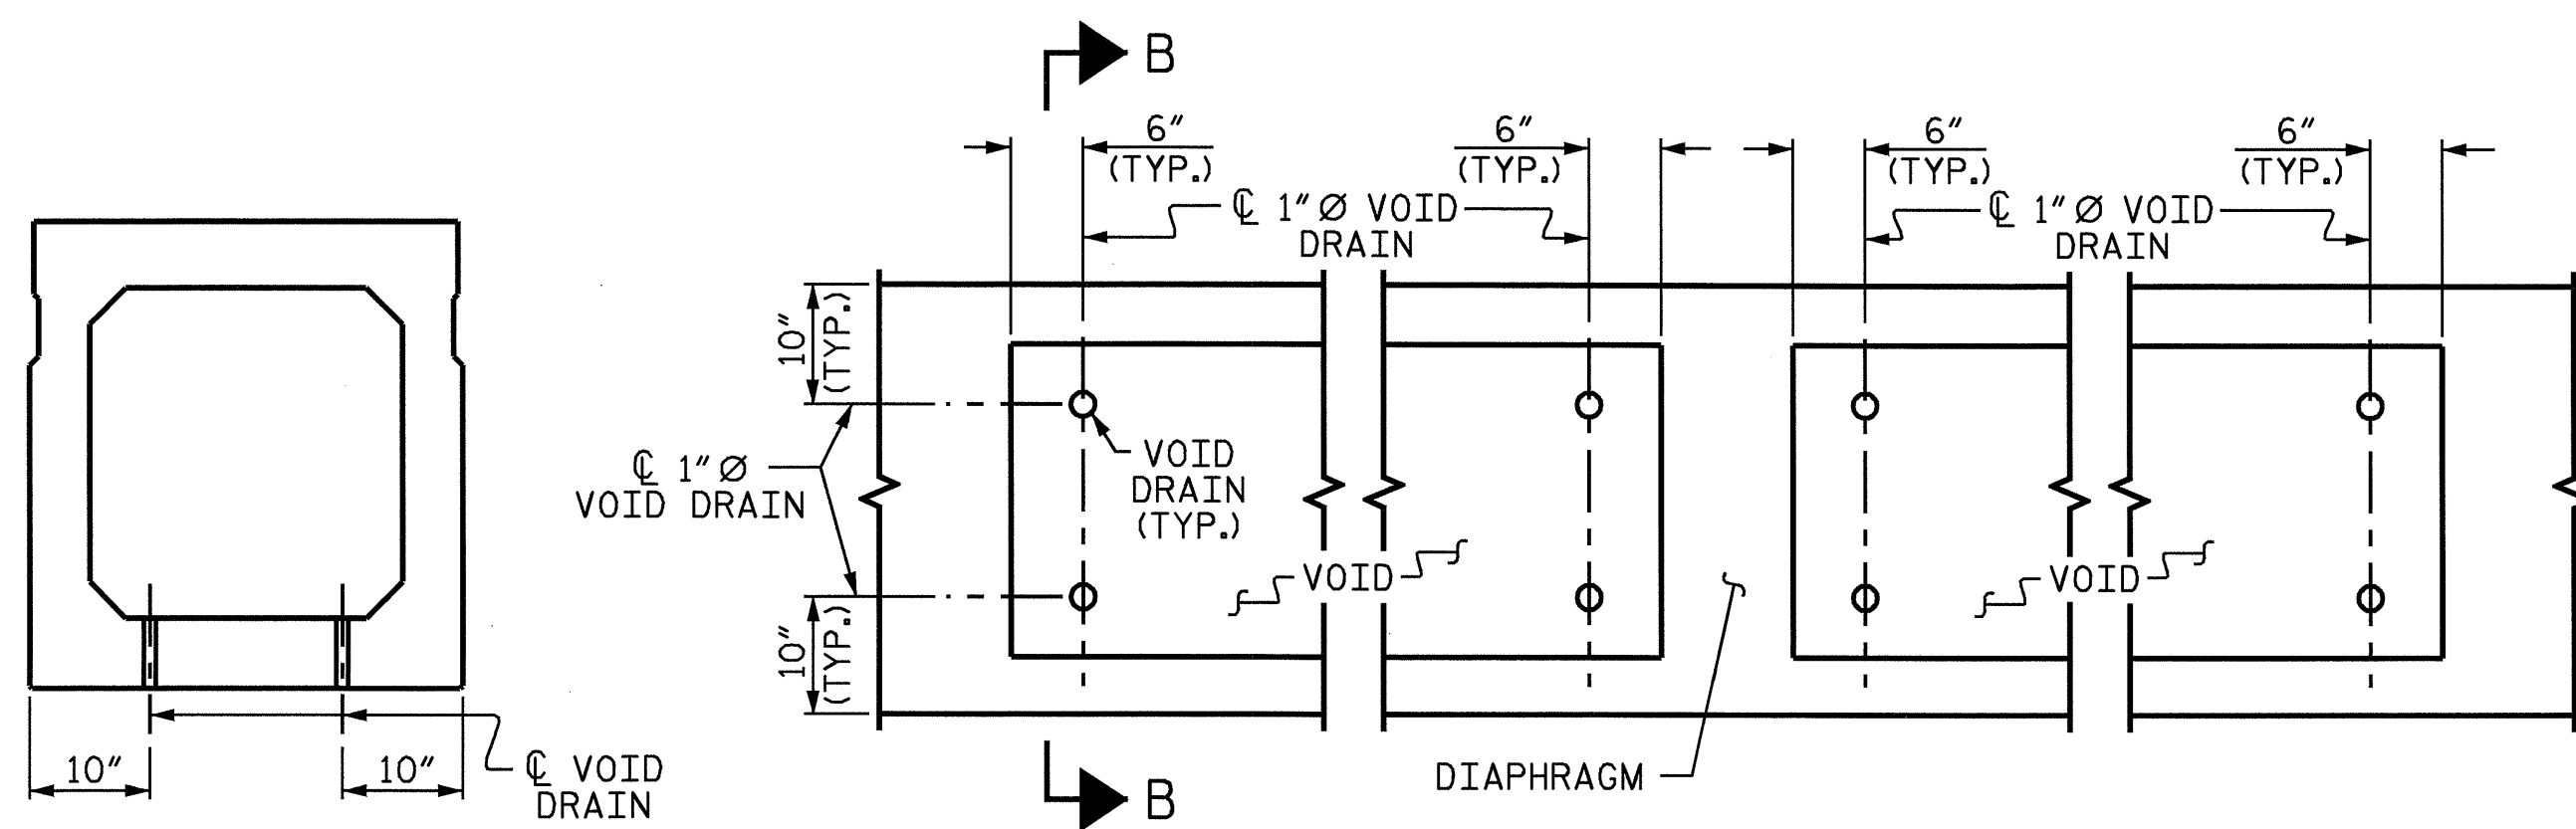 B
6" 6" 6" 6"
(TYP.) (TYP.) (TYP.) (TYP.)
℄ 1"Ø VOID
DRAIN
℄ 1"Ø VOID
DRAIN
10"
(TYP.)
℄ 1"Ø
VOID DRAIN
VOID
DRAIN
(TYP.)
VOID
VOID
10"
(TYP.)
10" 10"
℄ VOID
DRAIN
DIAPHRAGM
B